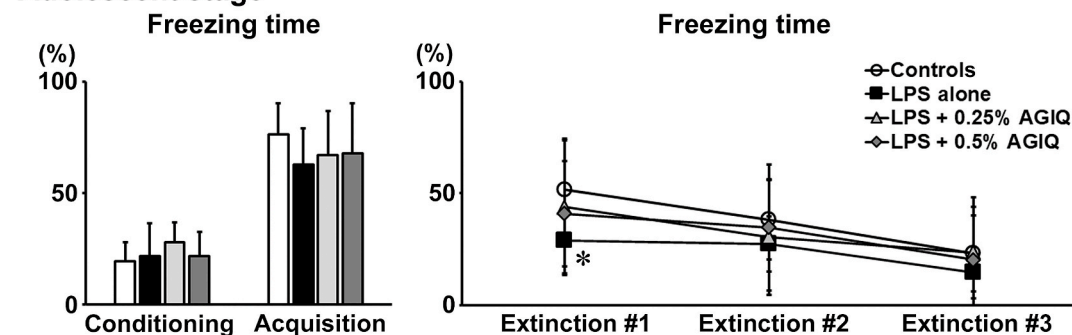 Freezing time
(%)
100
50
0
Conditioning Acquisition
Freezing time
(%)
100
50
0
Controls
LPS alone
LPS + 0.25% AGIQ
LPS + 0.5% AGIQ
*
Extinction #1 Extinction #2 Extinction #3